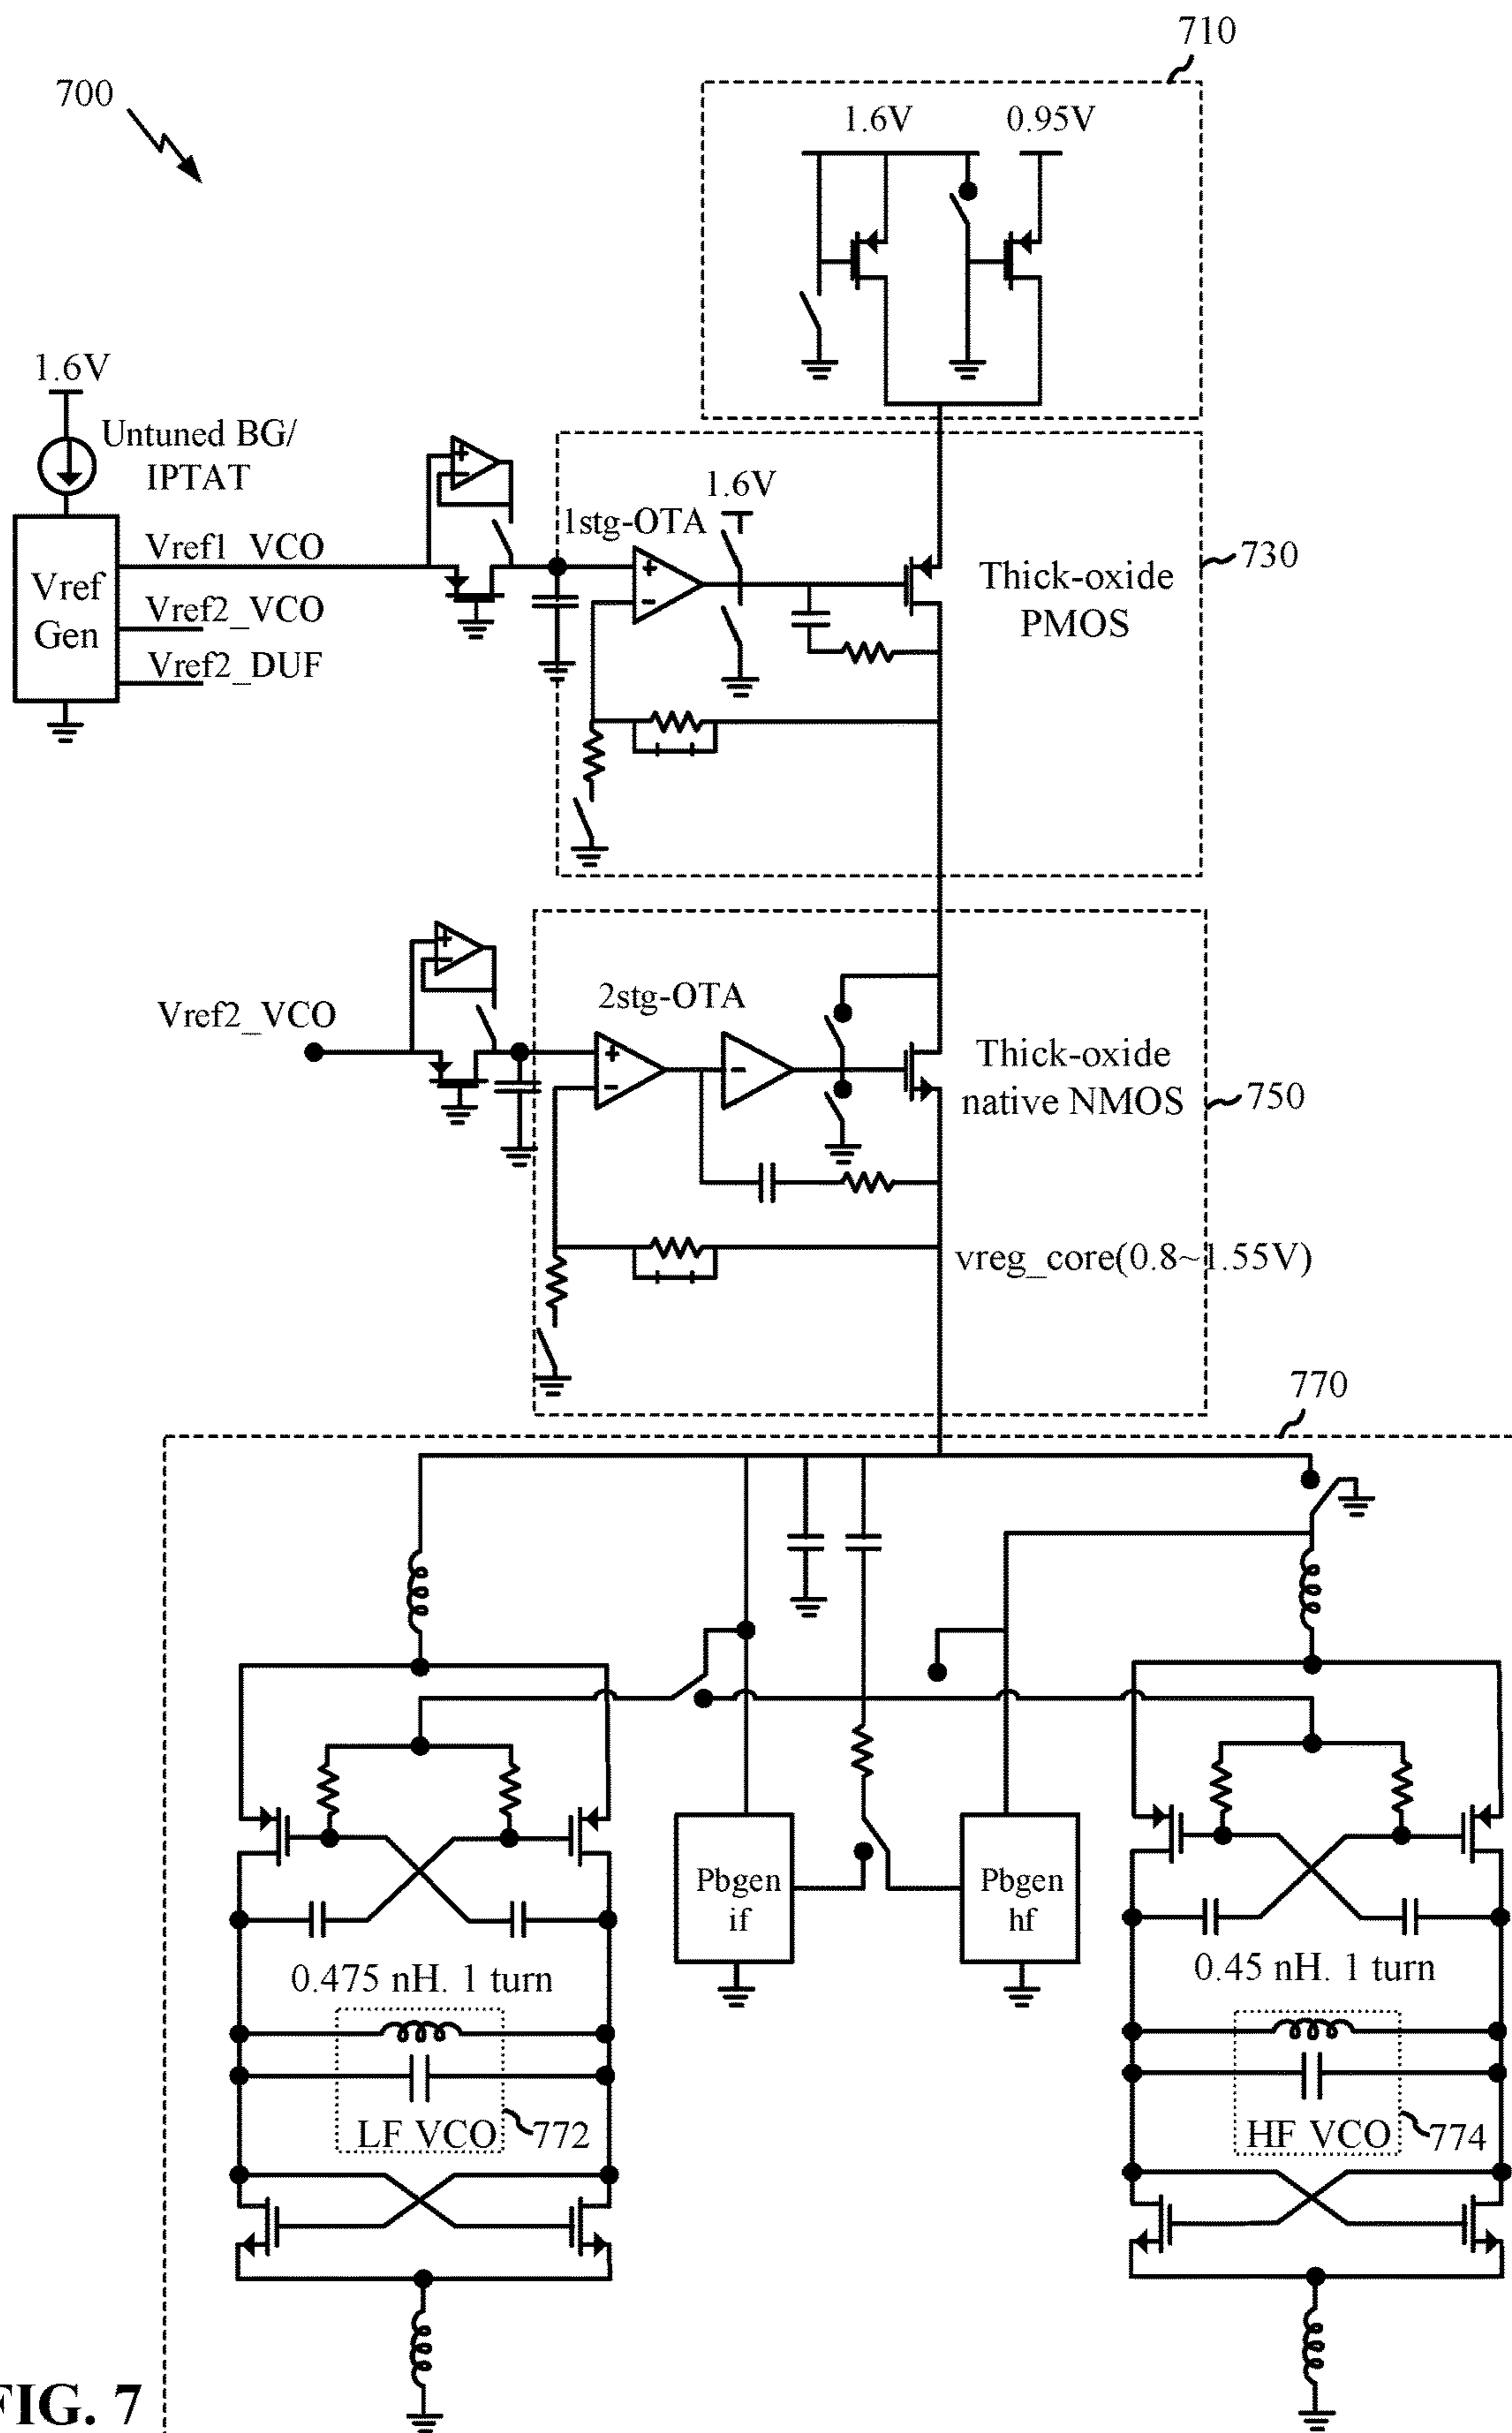 710
700
1.6V 0.95V
1.6V
Untuned BG/
IPTAT
1.6V
1stg-OTA
Vref1_VCO
730
Thick-oxide
PMOS
Vref
Gen
Vref2_VCO
Vref2_DUF
2stg-OTA
Vref2_VCO
Thick-oxide
native NMOS
750
vreg_core(0.8~1.55V)
770
Pbgen
if
Pbgen
hf
0.475 nH. 1 turn
0.45 nH. 1 turn
LF VCO
772
HF VCO
774
FIG. 7
+
-
+
-
+
-
+
-
-